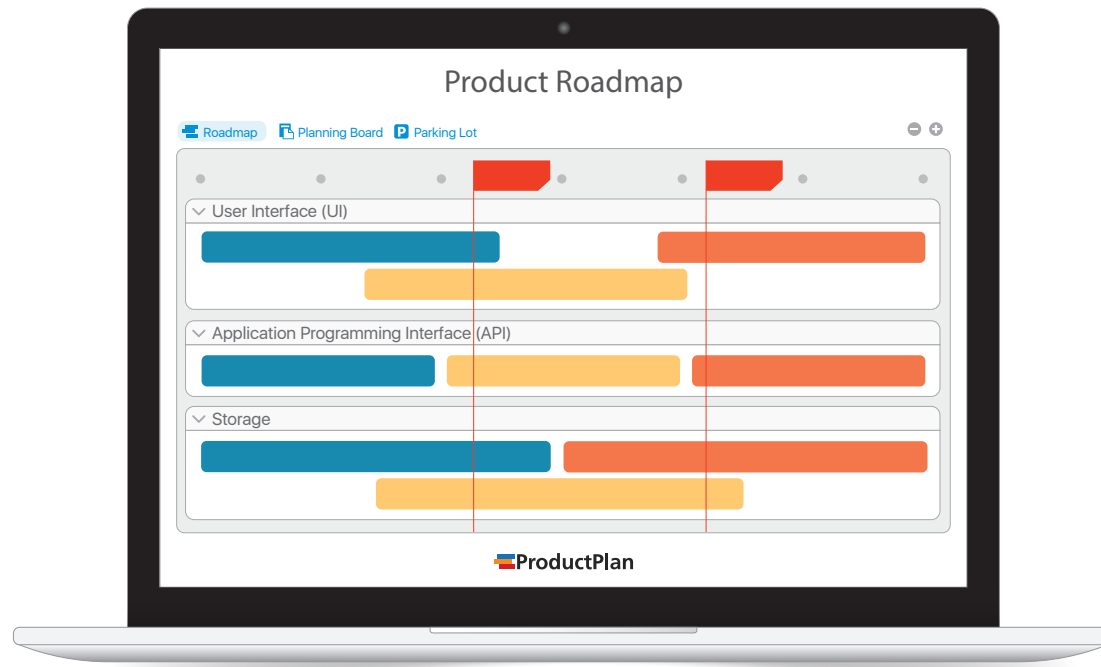 Product Roadmap
Roadmap Planning Board P Parking Lot
User Interface (UI)
Application Programming Interface (API)
Storage
ProductPlan